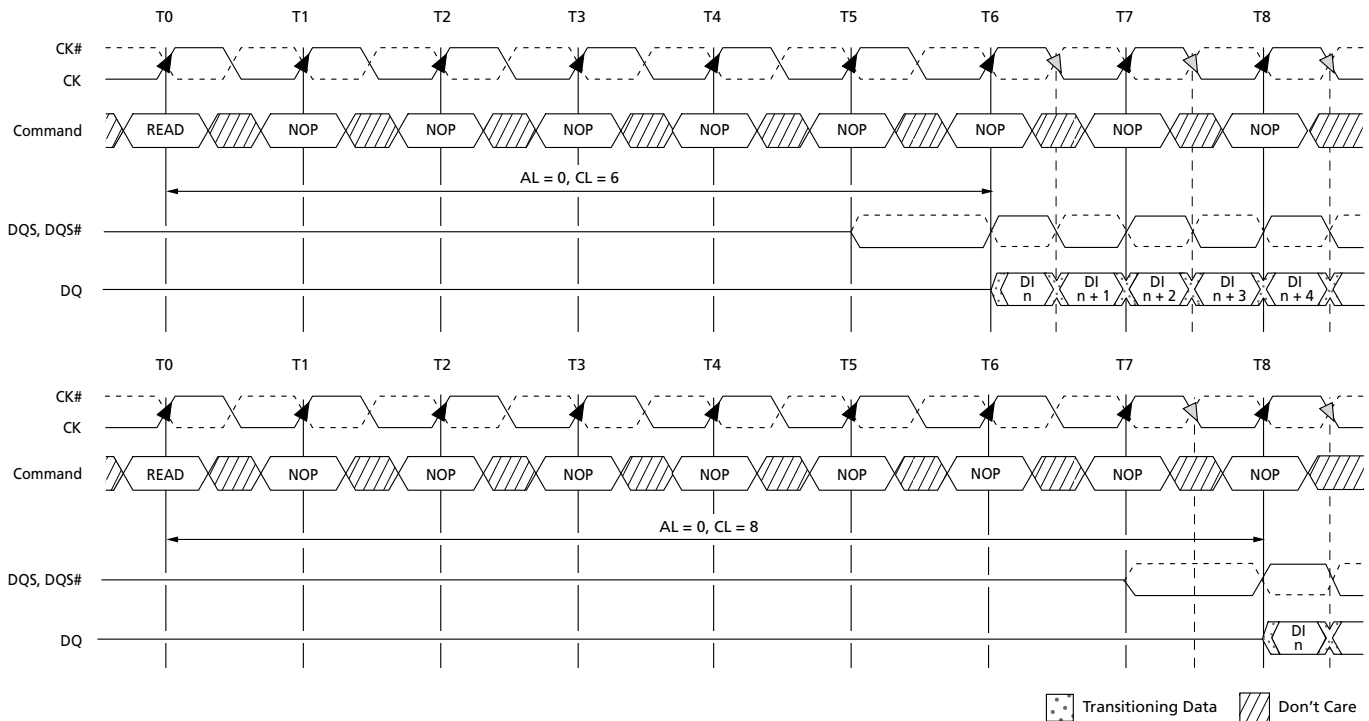 T0 T1 T2 T3 T4 T5 T6 T7 T8
CK#
CK
Command READ NOP NOP NOP NOP NOP NOP NOP NOP
AL = 0, CL = 6
DQS, DQS#
DQ DI n DI n + 1 DI n + 2 DI n + 3 DI n + 4
T0 T1 T2 T3 T4 T5 T6 T7 T8
CK#
CK
Command READ NOP NOP NOP NOP NOP NOP NOP NOP
AL = 0, CL = 8
DQS, DQS#
DQ DI n
Transitioning Data Don't Care